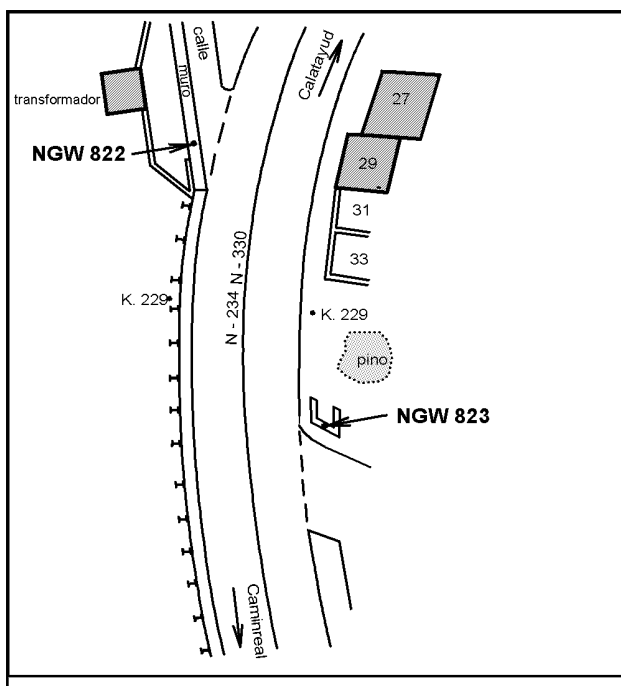 calle
muro
transformador
NGW 822
Calatayud
27
29
31
33
N - 234 N - 330
K. 229
K. 229
pino
NGW 823
Caminreal